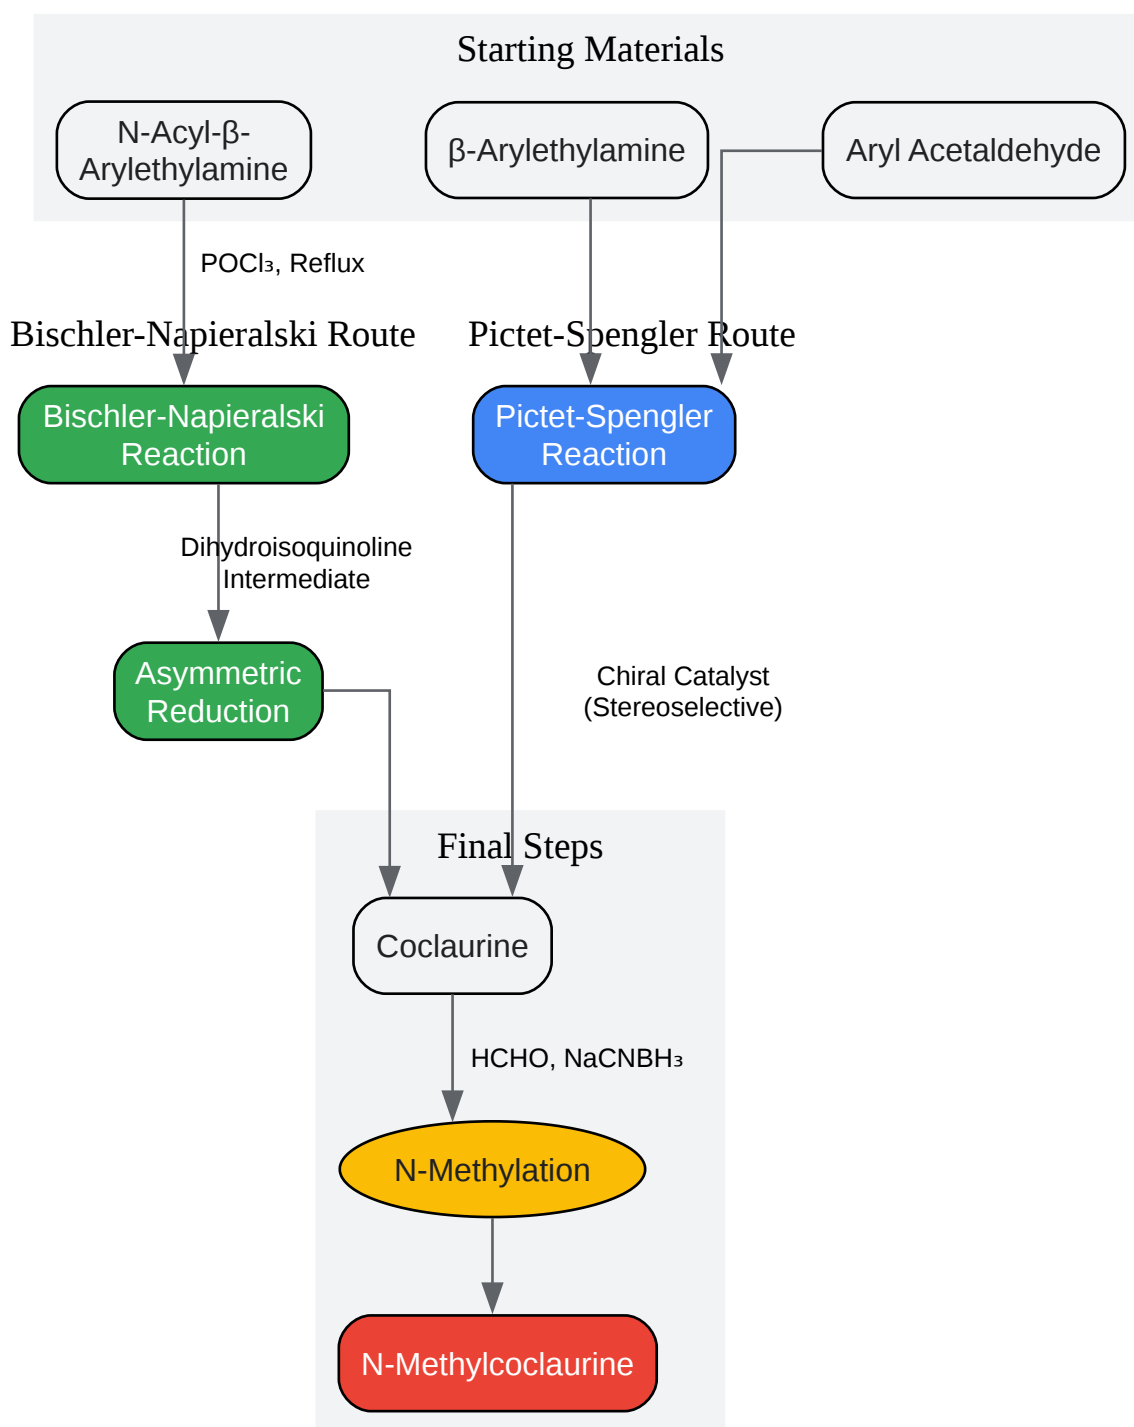 Starting Materials
N-Acyl-β-
Arylethylamine
β-Arylethylamine
Aryl Acetaldehyde
POCl₃, Reflux
Bischler-Napieralski Route
Pictet-Spengler Route
Bischler-Napieralski
Reaction
Pictet-Spengler
Reaction
Dihydroisoquinoline
Intermediate
Asymmetric
Reduction
Chiral Catalyst
(Stereoselective)
Final Steps
Coclaurine
HCHO, NaCNBH₃
N-Methylation
N-Methylcoclaurine